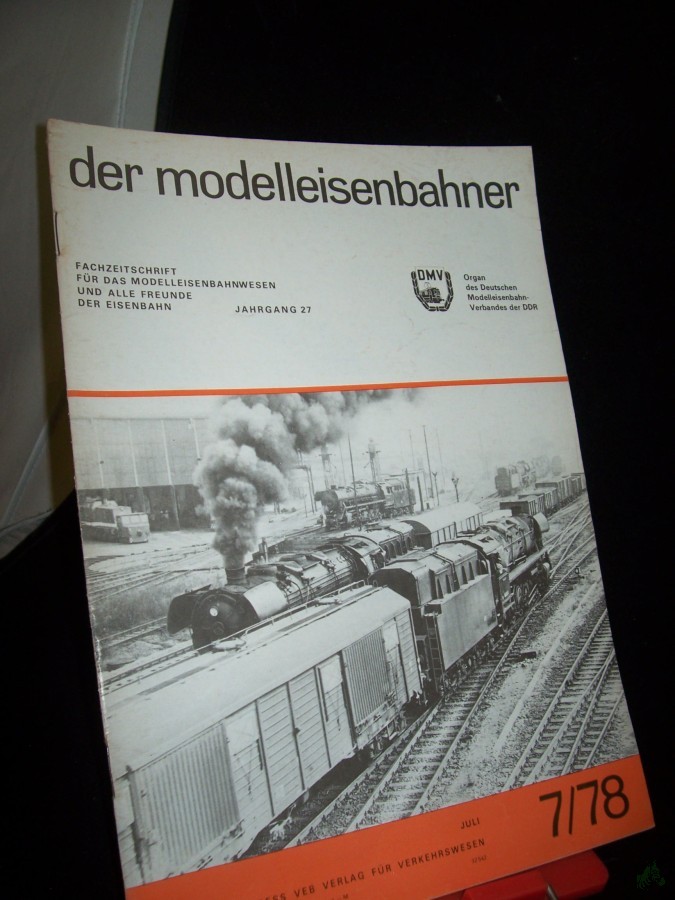 der modelleisenbahner
FACHZEITSCHRIFT
FÜR DAS MODELLEISENBAHNWESEN
UND ALLE FREUNDE
DER EISENBAHN
JAHRGANG 27
DMV
Organ
des Deutschen
Modelleisenbahn-
Verbandes der DDR
JULI
7/78
VEB VERLAG FÜR VERKEHRSWESEN